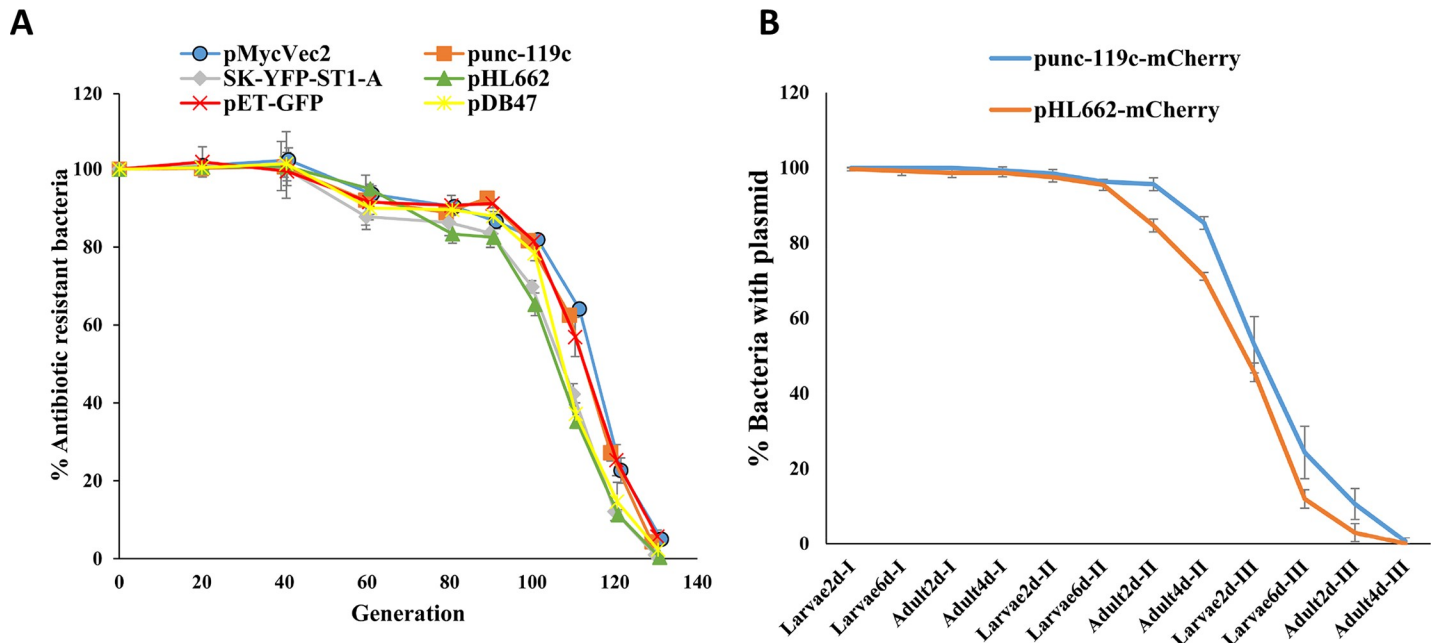 A
pMycVec2
punc-119c
SK-YFP-ST1-A
pHL662
pET-GFP
pDB47
% Antibiotic resistant bacteria
120
100
80
60
40
20
0
0 20 40 60 80 100 120 140
Generation
B
punc-119c-mCherry
pHL662-mCherry
% Bacteria with plasmid
120
100
80
60
40
20
0
Larvae2d-I
Larvae6d-I
Adult2d-I
Adult4d-I
Larvae2d-II
Larvae6d-II
Adult2d-II
Adult4d-II
Larvae2d-III
Larvae6d-III
Adult2d-III
Adult4d-III